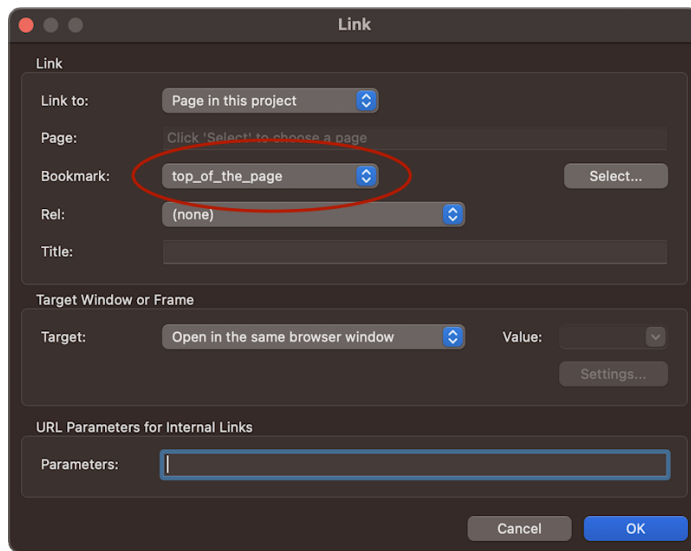 Link
Link
Link to: Page in this project
Page: Click 'Select' to choose a page
Bookmark: top_of_the_page Select...
Rel: (none)
Title:
Target Window or Frame
Target: Open in the same browser window Value:
Settings...
URL Parameters for Internal Links
Parameters:
Cancel OK